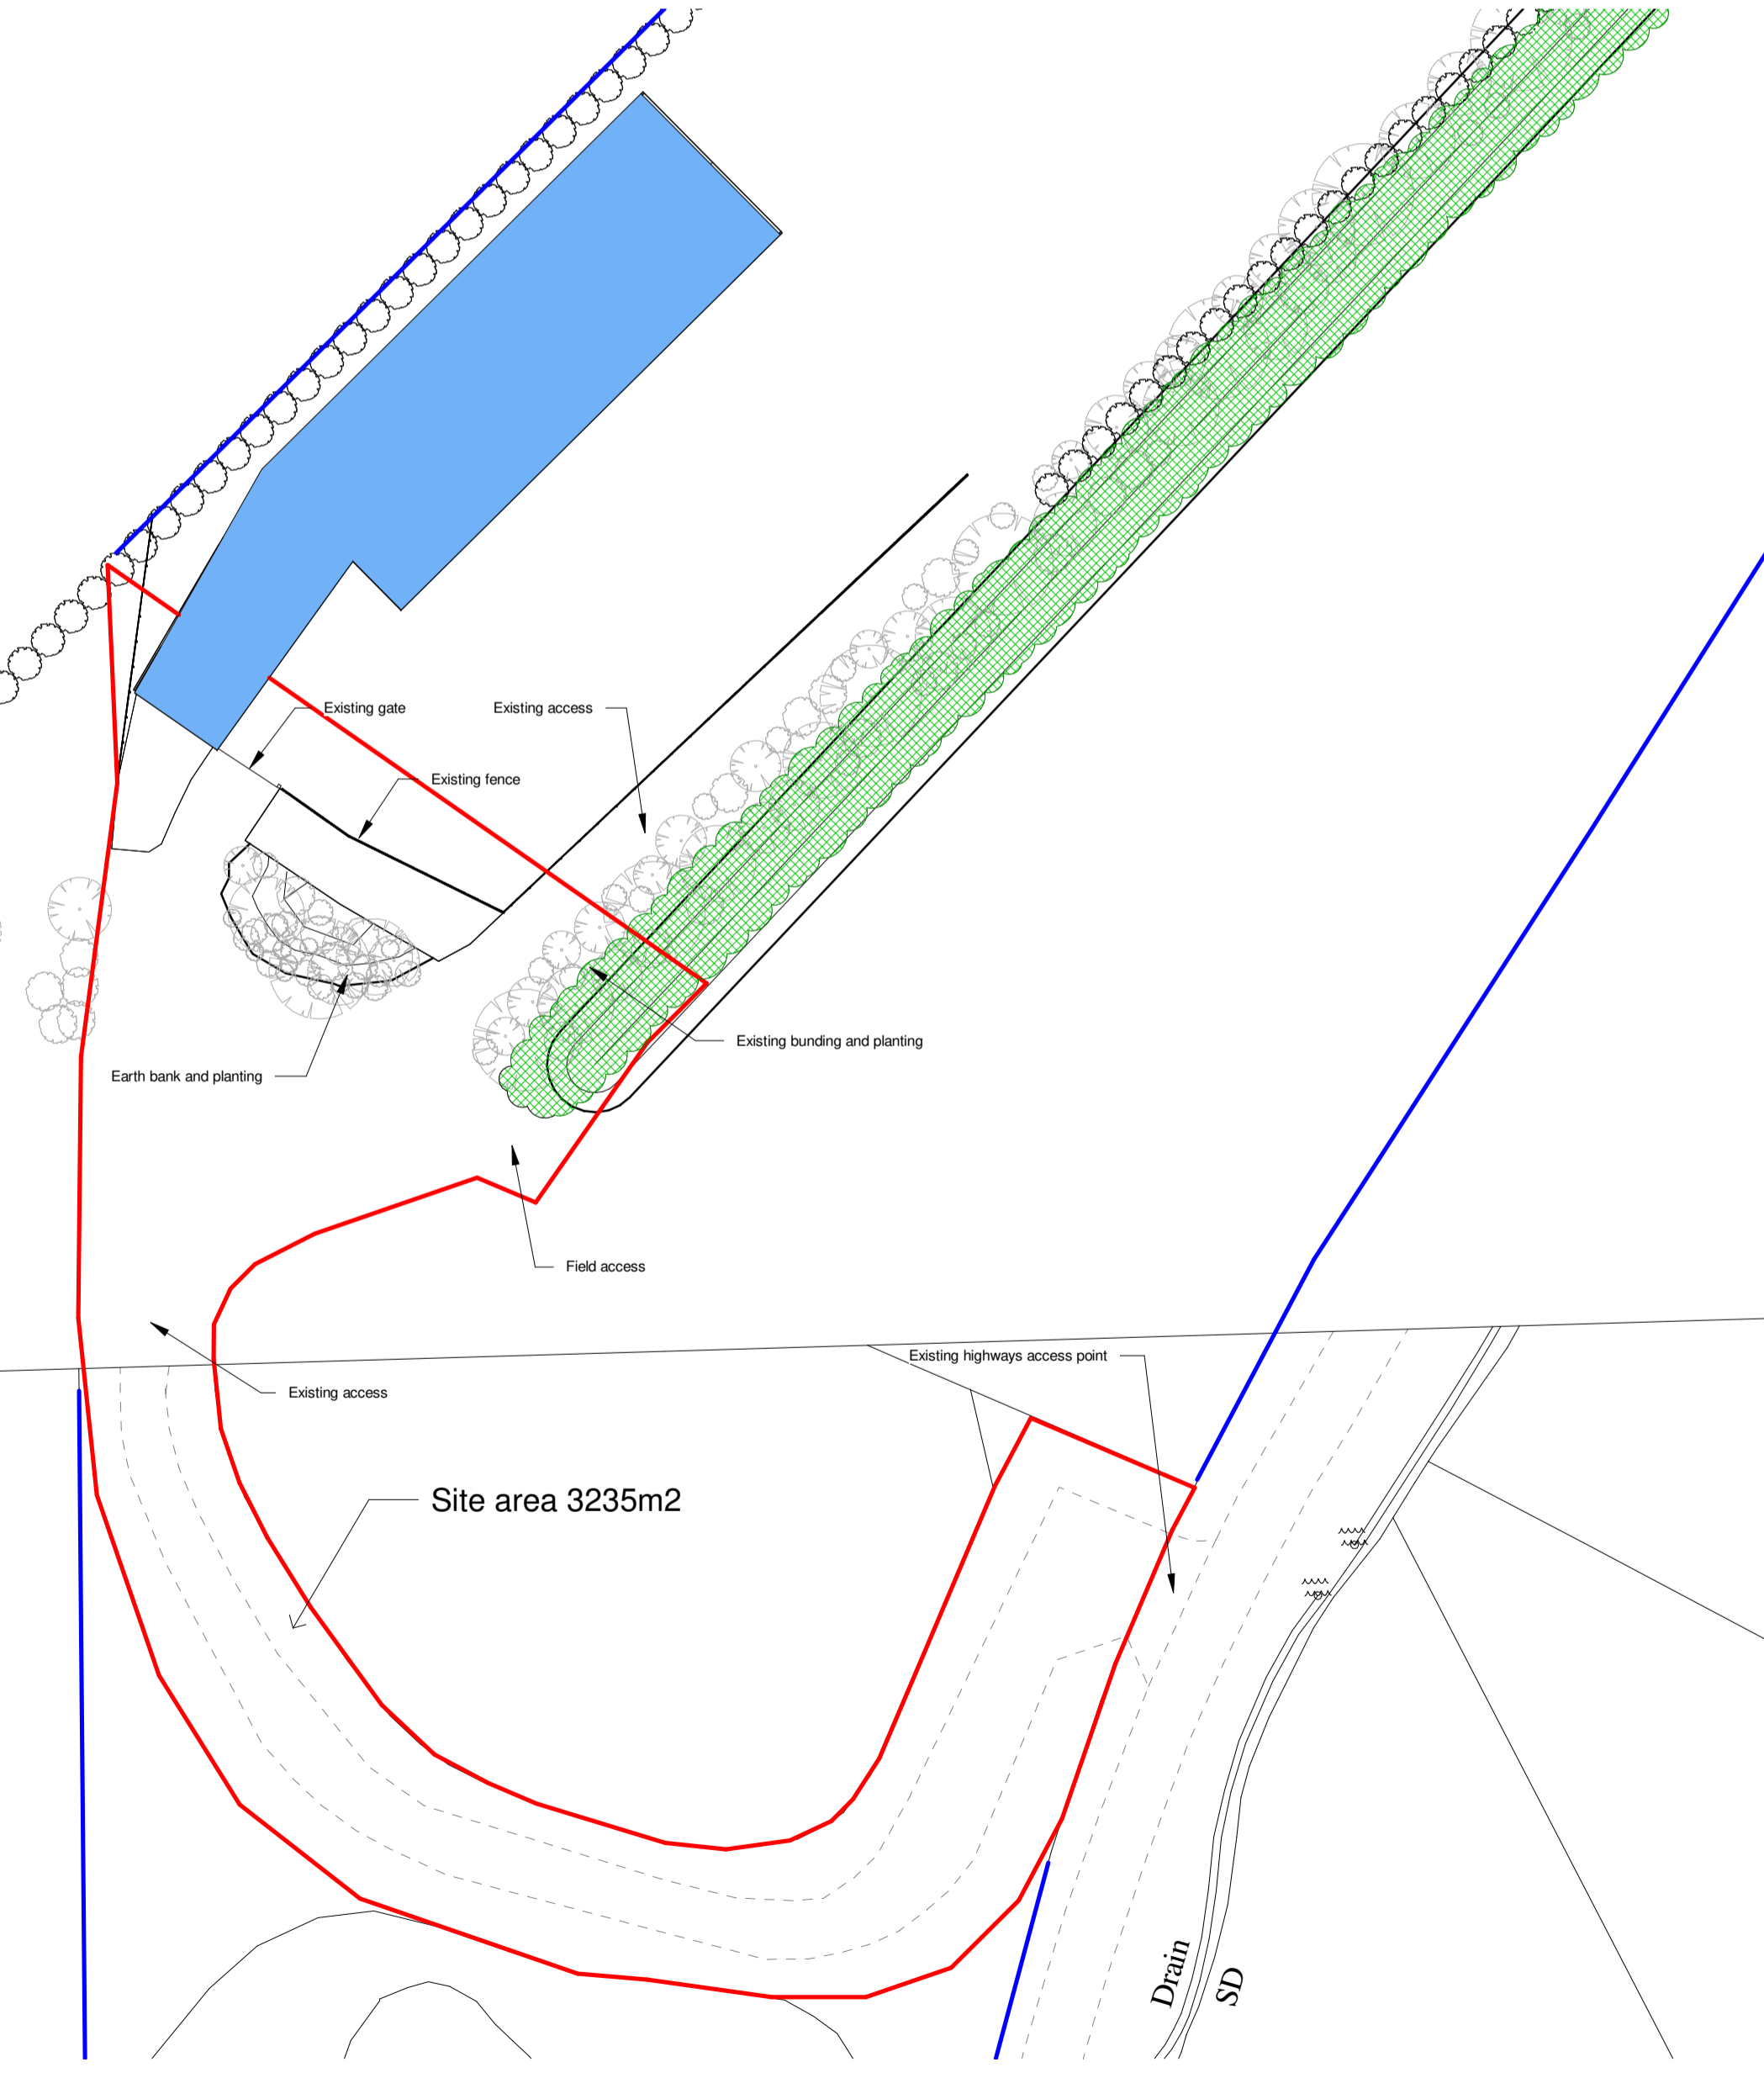 Existing gate
Existing access
Existing fence
Existing bunding and planting
Earth bank and planting
Field access
Existing highways access point
Existing access
Site area 3235m2
Drain
SD